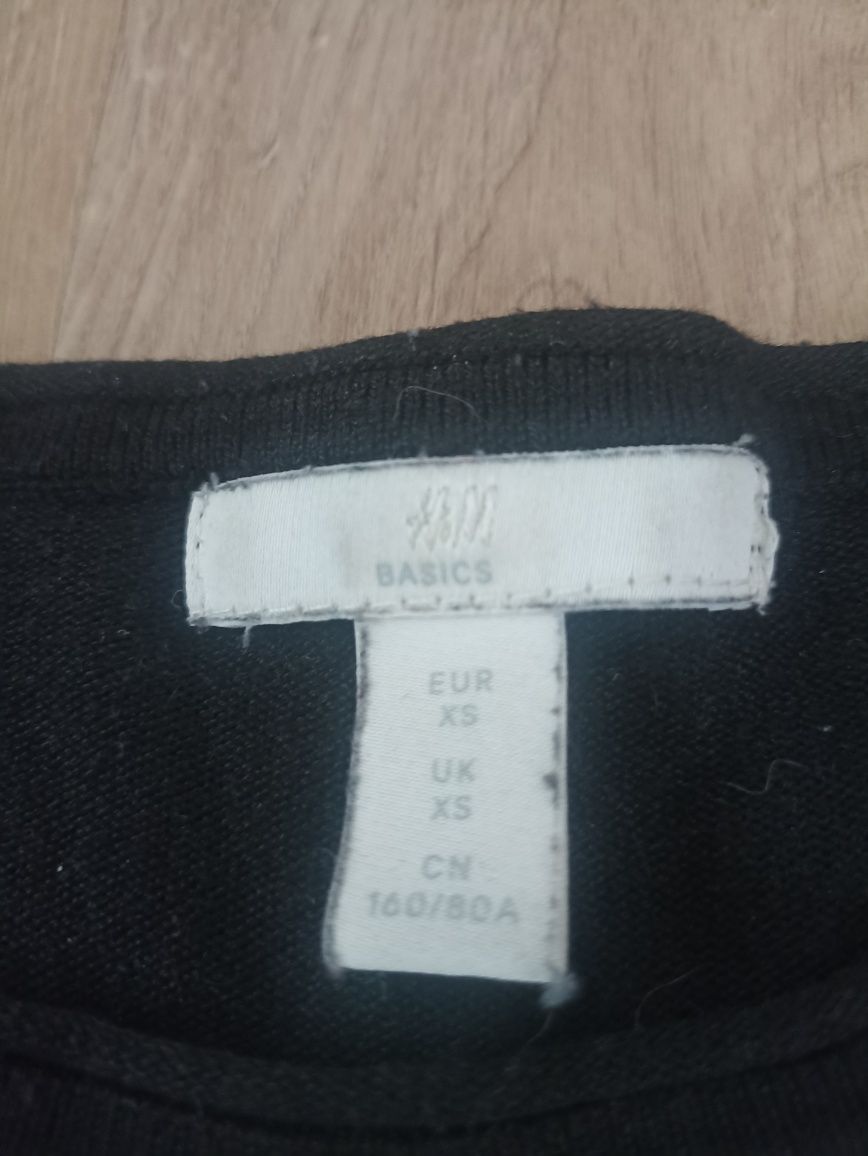 H&M
BASICS
EUR
XS
UK
XS
CN
160/80A